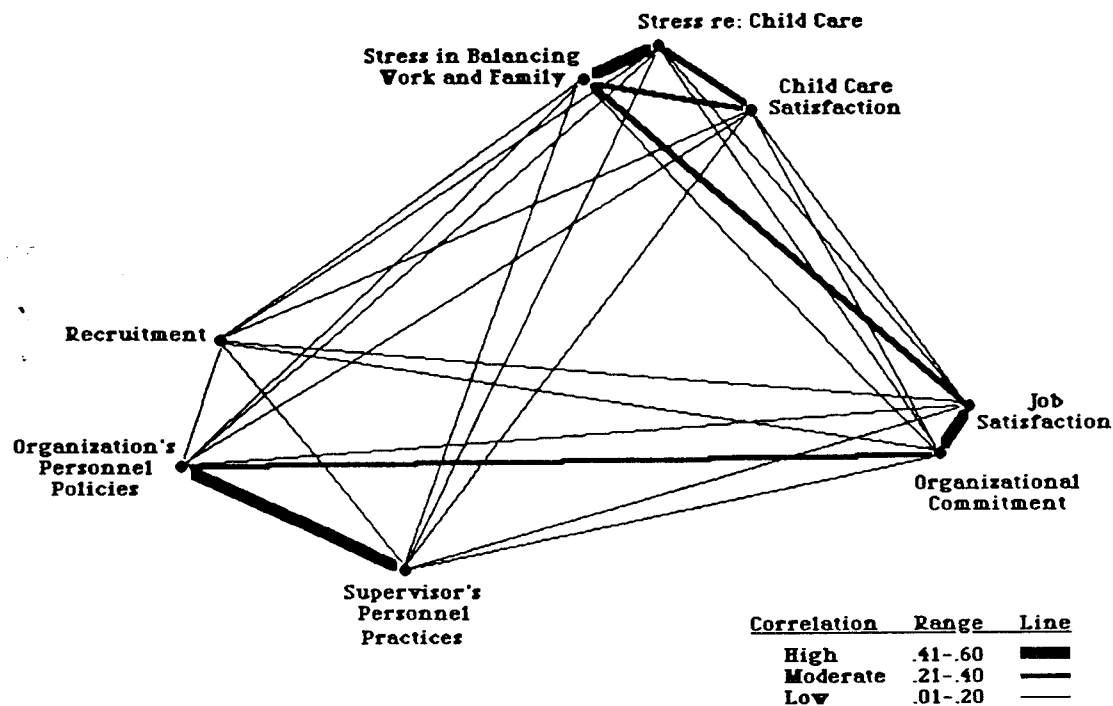 Stress re: Child Care
Stress in Balancing
Work and Family
Child Care
Satisfaction
Recruitment
Job
Satisfaction
Organization's
Personnel
Policies
Organizational
Commitment
Supervisor's
Personnel
Practices
Correlation Range Line
High .41-.60
Moderate .21-.40
Low .01-.20